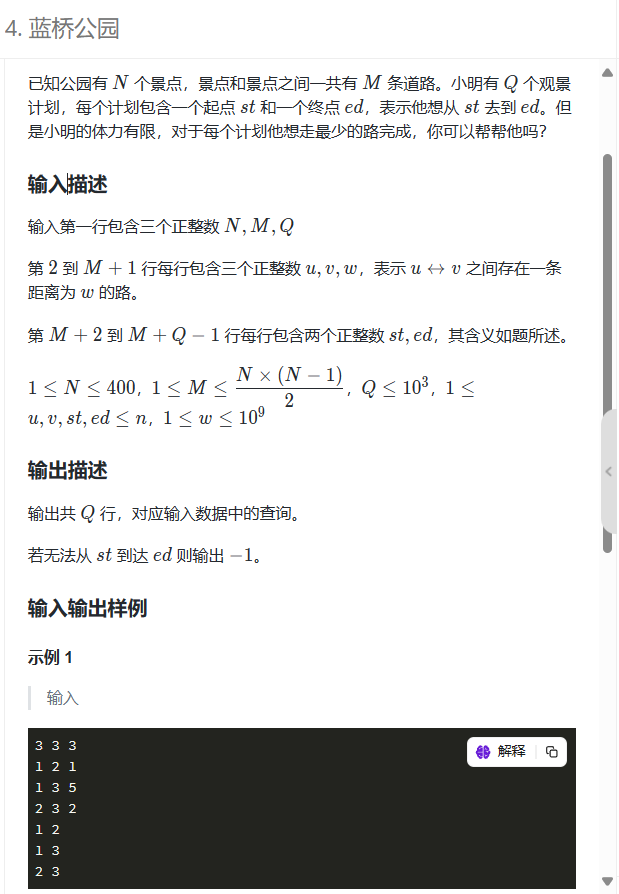 4. 蓝桥公园
已知公园有 N 个景点，景点和景点之间一共有 M 条道路。小明有 Q 个观景
计划，每个计划包含一个起点 st 和一个终点 ed，表示他想从 st 去到 ed。但
是小明的体力有限，对于每个计划他想走最少的路完成，你可以帮帮他吗？
输入描述
输入第一行包含三个正整数 N, M, Q
第 2 到 M + 1 行每行包含三个正整数 u, v, w，表示 u ↔ v 之间存在一条
距离为 w 的路。
第 M + 2 到 M + Q − 1 行每行包含两个正整数 st, ed，其含义如题所述。
1 ≤ N ≤ 400，1 ≤ M ≤ \frac{N × (N − 1)}{2}，Q ≤ 10^3，1 ≤
u, v, st, ed ≤ n，1 ≤ w ≤ 10^9
输出描述
输出共 Q 行，对应输入数据中的查询。
若无法从 st 到达 ed 则输出 −1。
输入输出样例
示例 1
输入
3 3 3
解释
1 2 1
1 3 5
2 3 2
1 2
1 3
2 3